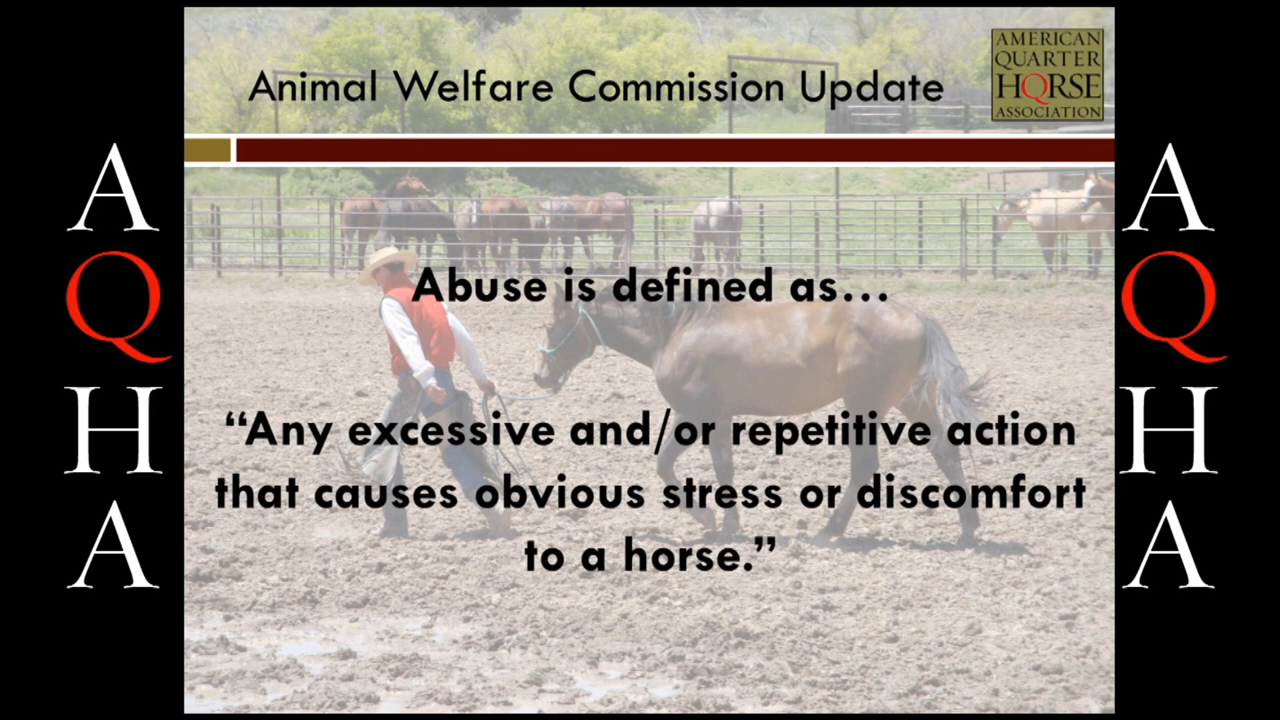 Animal Welfare Commission Update
AMERICAN
QUARTER
HORSE
ASSOCIATION
A
Q
H
A
Abuse is defined as…
“Any excessive and/or repetitive action
that causes obvious stress or discomfort
to a horse.”
A
Q
H
A